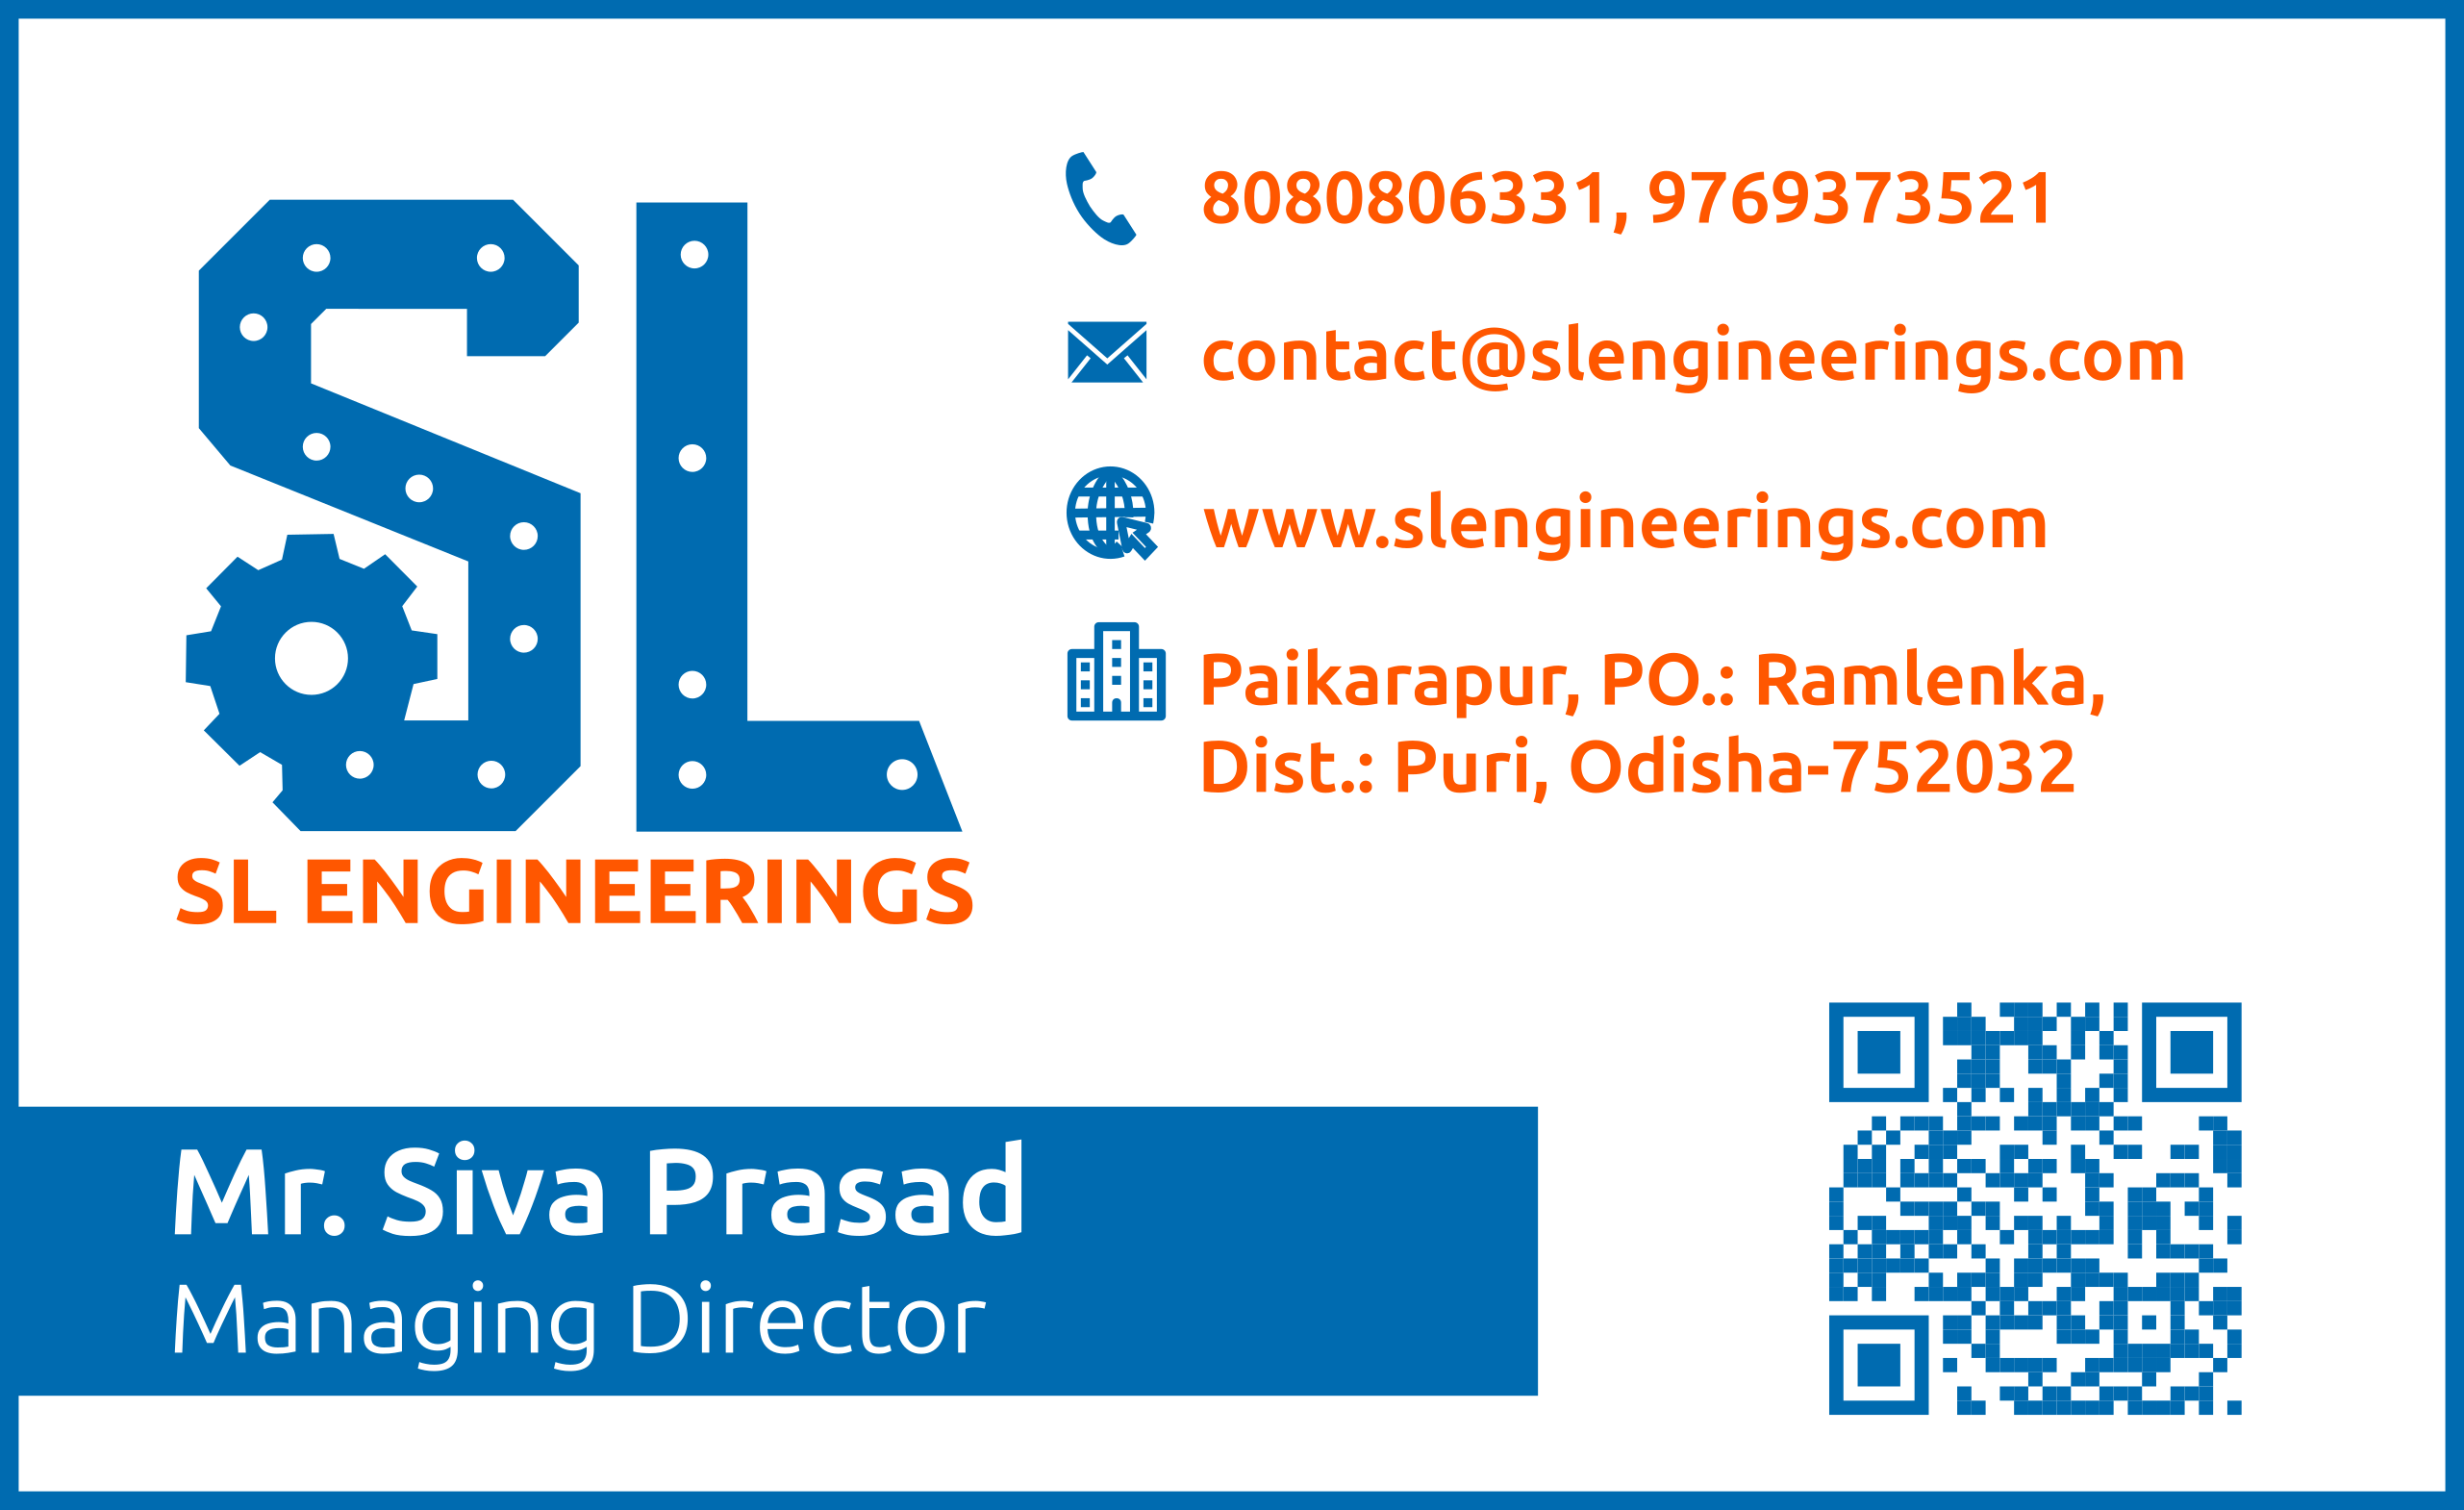 SL
SL ENGINEERINGS
8080806331, 9768373521
contact@slengineerings.com
www.slengineerings.com
Paikarapur, PO.: Ramlenka,
Dist.: Puri, Odisha-752032
Mr. Siva Prasad
Managing Director